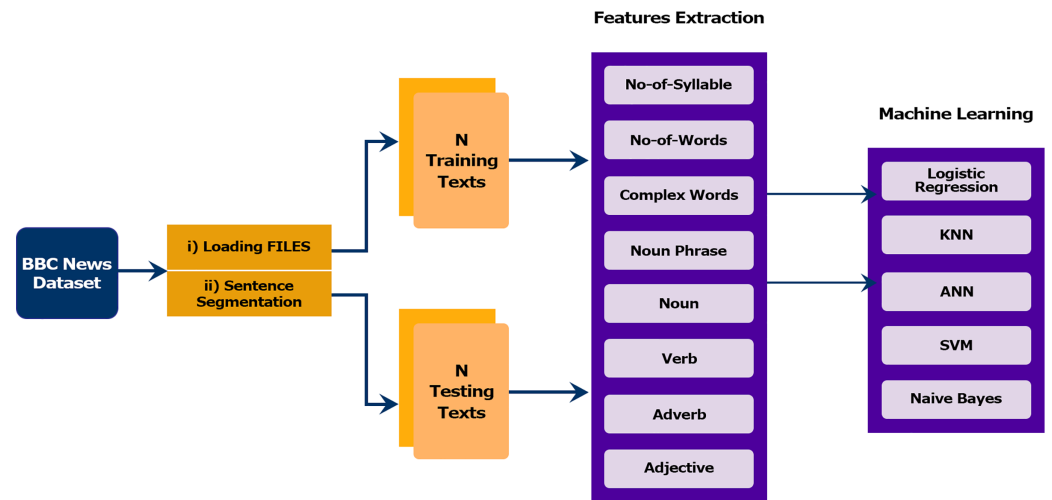 Features Extraction
Machine Learning
BBC News
Dataset
i) Loading FILES
ii) Sentence
Segmentation
N
Training
Texts
N
Testing
Texts
No-of-Syllable
No-of-Words
Complex Words
Noun Phrase
Noun
Verb
Adverb
Adjective
Logistic
Regression
KNN
ANN
SVM
Naive Bayes